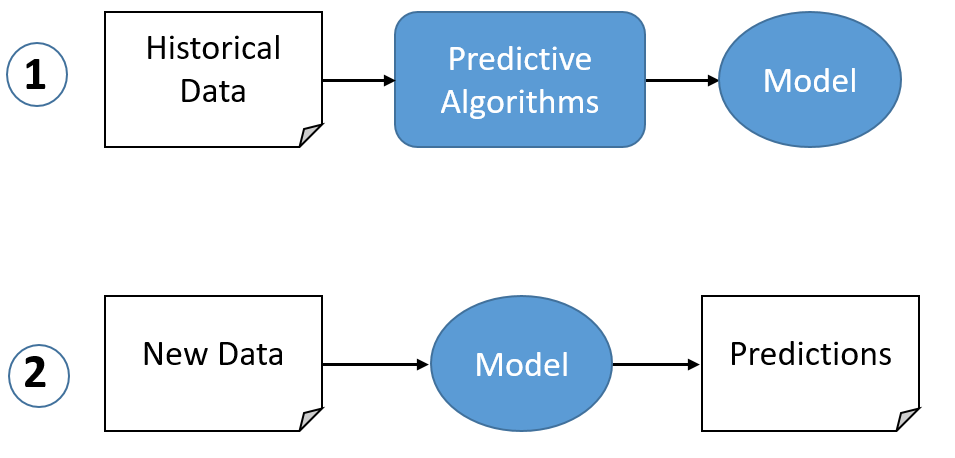 1
Historical
Data
Predictive
Algorithms
Model
2
New Data
Model
Predictions